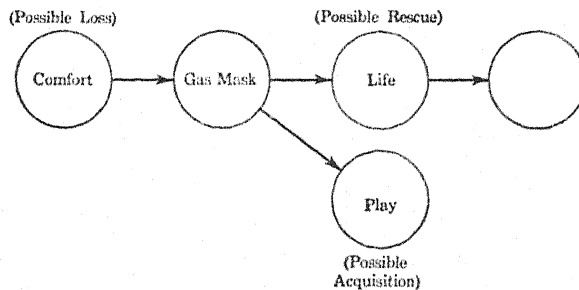 (Possible Loss)
(Possible Rescue)
Comfort
Gas Mask
Life
Play
(Possible
Acquisition)